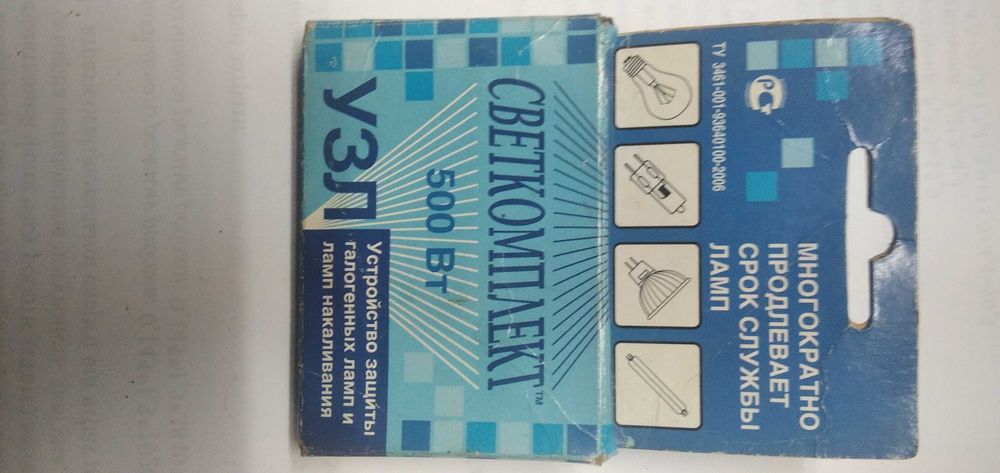 МНОГОКРАТНО
ПРОДЛЕВАЕТ
СРОК СЛУЖБЫ
ЛАМП
ТУ 3461-001-93640100-2006
РСТ
СВЕТКОМПЛЕКТ™
500 Вт
УЗЛ
Устройство защиты
галогенных ламп и
ламп накаливания